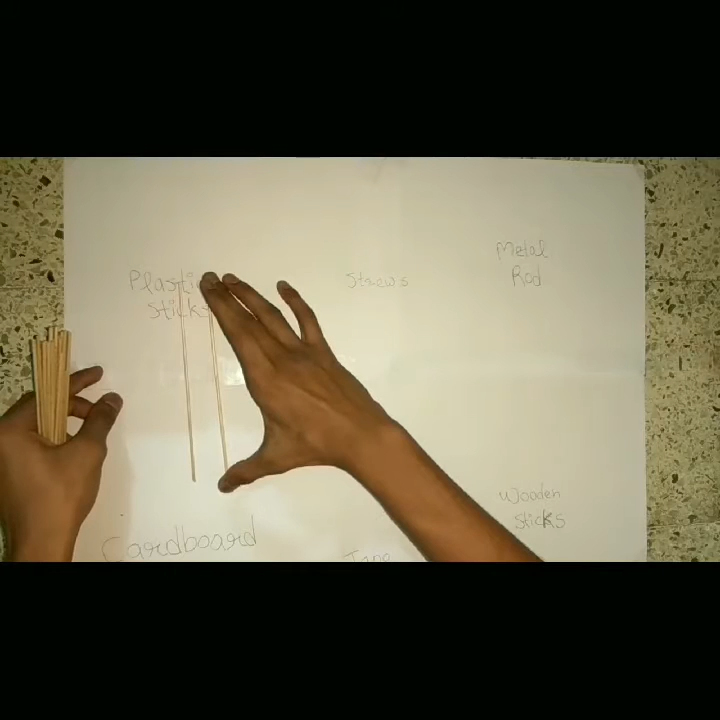 Plastic
Sticks
Straws
Metal
Rod
Wooden
Sticks
Cardboard